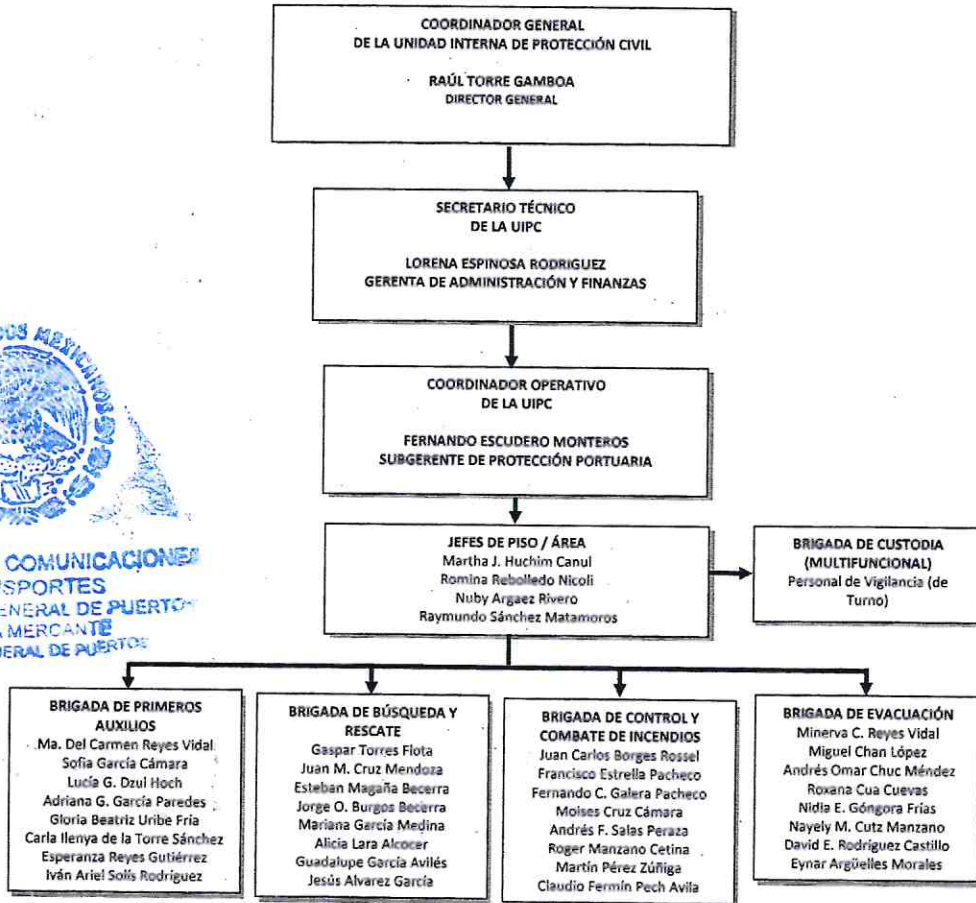 COORDINADOR GENERAL
DE LA UNIDAD INTERNA DE PROTECCIÓN CIVIL
RAÚL TORRE GAMBOA
DIRECTOR GENERAL
SECRETARIO TÉCNICO
DE LA UIPC
LORENA ESPINOSA RODRIGUEZ
GERENTA DE ADMINISTRACIÓN Y FINANZAS
COORDINADOR OPERATIVO
DE LA UIPC
FERNANDO ESCUDERO MONTEROS
SUBGERENTE DE PROTECCIÓN PORTUARIA
MEXICANOS
COMUNICACIONES
SPORTES
ENERAL DE PUERTO
MERCANTE
ERAL DE PUERTOS
JEFES DE PISO / ÁREA
Martha J. Huchim Canul
Romina Rebolledo Nicoli
Nuby Argaez Rivero
Raymundo Sánchez Matamoros
BRIGADA DE CUSTODIA
(MULTIFUNCIONAL)
Personal de Vigilancia (de
Turno)
BRIGADA DE PRIMEROS
AUXILIOS
Ma. Del Carmen Reyes Vidal
Sofía García Cámara
Lucía G. Dzul Hoch
Adriana G. García Paredes
Gloria Beatriz Uribe Fría
Carla Ilenya de la Torre Sánchez
Esperanza Reyes Gutiérrez
Iván Ariel Solís Rodriguez
BRIGADA DE BÚSQUEDA Y
RESCATE
Gaspar Torres Flota
Juan M. Cruz Mendoza
Esteban Magaña Becerra
Jorge O. Burgos Becerra
Mariana García Medina
Alicia Lara Alcocer
Guadalupe García Avilés
Jesús Alvarez García
BRIGADA DE CONTROL Y
COMBATE DE INCENDIOS
Juan Carlos Borges Rossel
Francisco Estrella Pacheco
Fernando C. Galera Pacheco
Moises Cruz Cámara
Andrés F. Salas Peraza
Roger Manzano Cetina
Martín Pérez Zúñiga
Claudio Fermín Pech Avila
BRIGADA DE EVACUACIÓN
Minerva C. Reyes Vidal
Miguel Chan López
Andrés Omar Chuc Méndez
Roxana Cua Cuevas
Nidia E. Góngora Frías
Nayely M. Cutz Manzano
David E. Rodríguez Castillo
Eynar Argüelles Morales